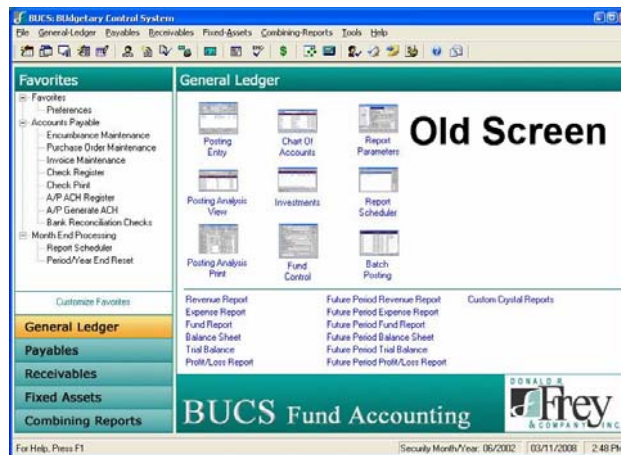 BUCS: BUdgetary Control System
File General-Ledger Payables Receivables Fixed-Assets Combining-Reports Tools Help
Favorites
Favorites
Preferences
Accounts Payable
Encumbrance Maintenance
Purchase Order Maintenance
Invoice Maintenance
Check Register
Check Print
A/P ACH Register
A/P Generate ACH
Bank Reconciliation Checks
Month End Processing
Report Scheduler
Period/Year End Reset
Customize Favorites
General Ledger
Payables
Receivables
Fixed Assets
Combining Reports
General Ledger
Old Screen
Posting Entry
Chart Of Accounts
Report Parameters
Posting Analysis View
Investments
Report Scheduler
Posting Analysis Print
Fund Control
Batch Posting
Revenue Report
Expense Report
Fund Report
Balance Sheet
Trial Balance
Profit/Loss Report
Future Period Revenue Report
Future Period Expense Report
Future Period Fund Report
Future Period Balance Sheet
Future Period Trial Balance
Future Period Profit/Loss Report
Custom Crystal Reports
BUCS Fund Accounting
DONALD R.
Frey
& COMPANY INC.
For Help, Press F1
Security Month/Year: 06/2002
03/11/2008
2:48 PM